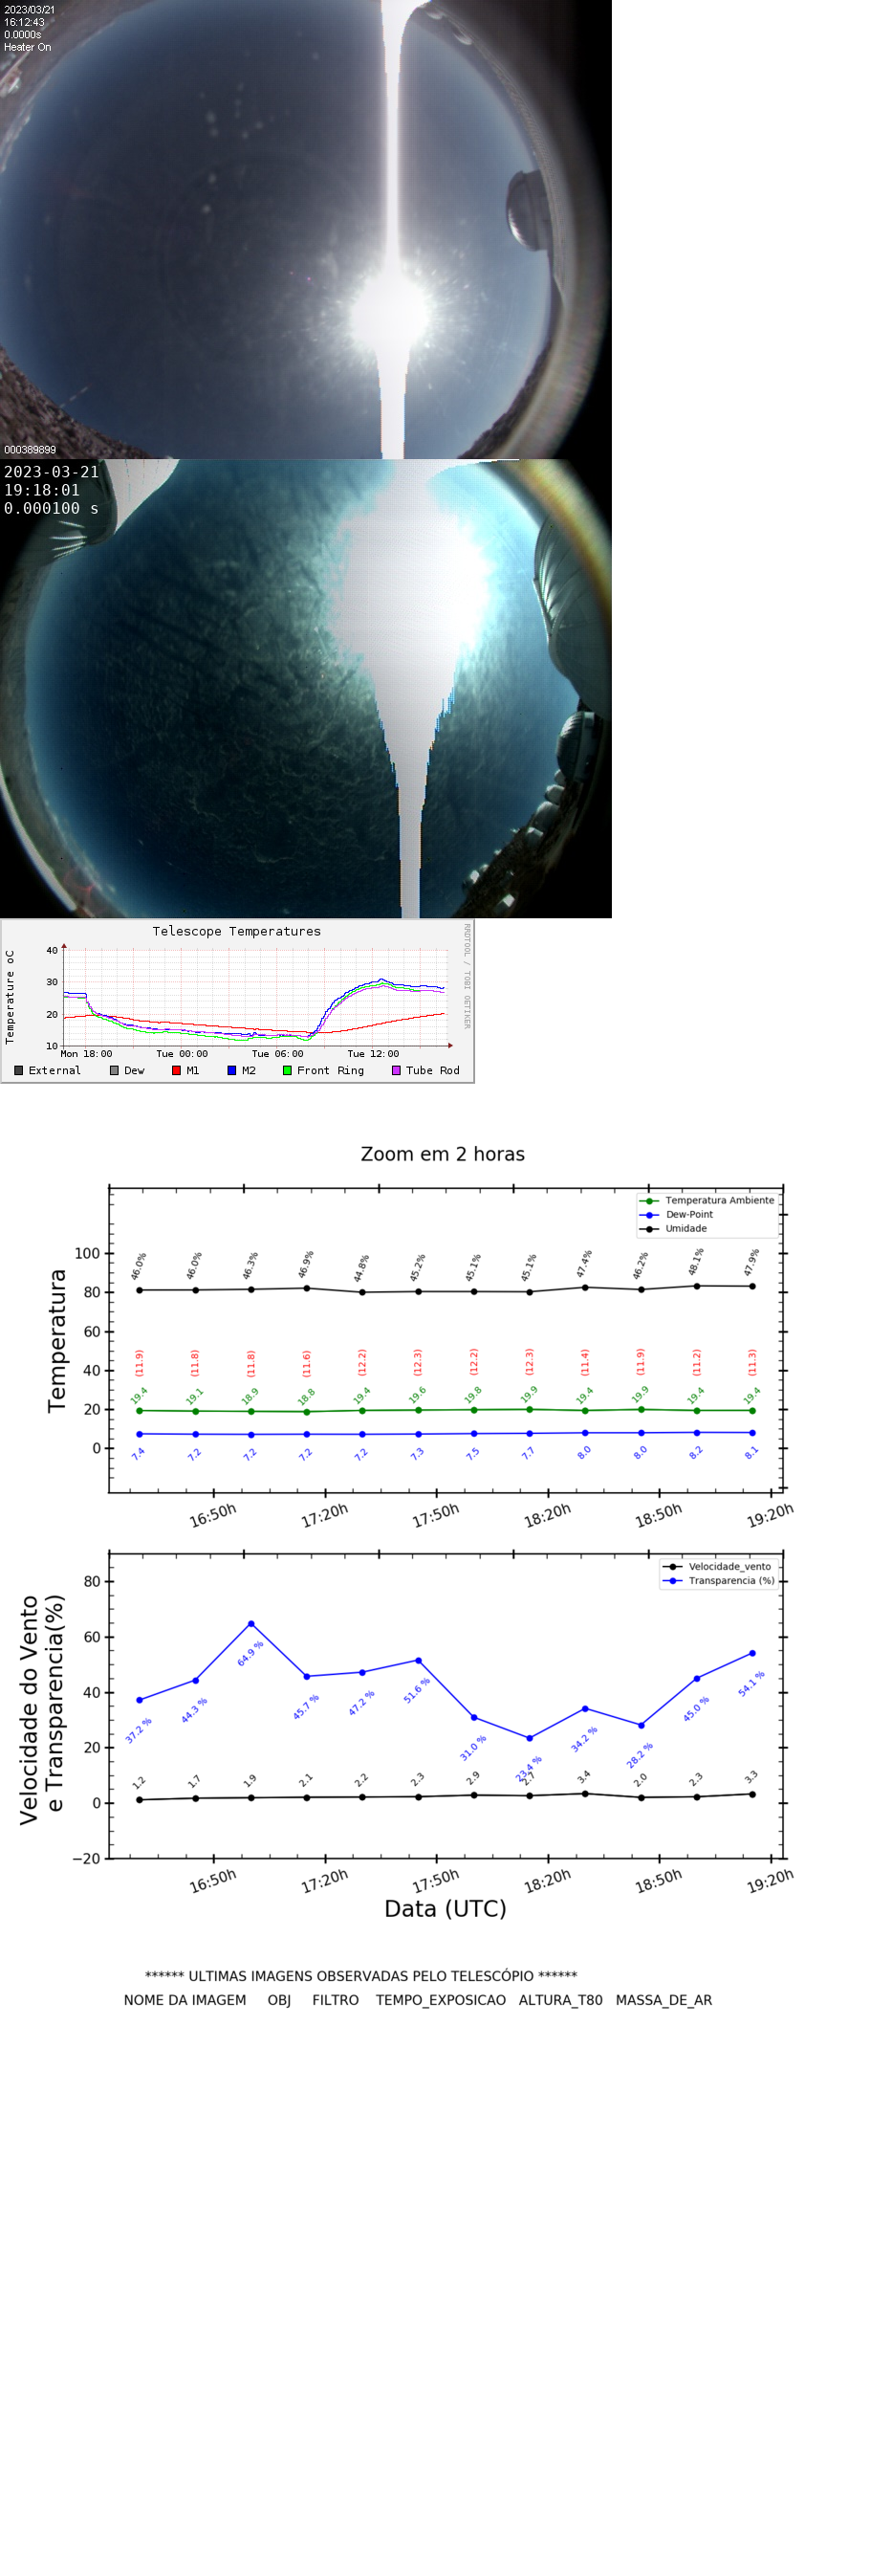 2023/03/21
16:12:43
0.0000s
Heater On
000389899
2023-03-21
19:18:01
0.000100 s
Telescope Temperatures
RRDTOOL / TOBI OETIKER
Temperature oC
40
30
20
10
Mon 18:00 Tue 00:00 Tue 06:00 Tue 12:00
External Dew M1 M2 Front Ring Tube Rod
Zoom em 2 horas
Temperatura Ambiente
Dew-Point
Umidade
Temperatura
100
80
60
40
20
0
46.0% 46.0% 46.3% 46.9% 44.8% 45.2% 45.1% 45.1% 47.4% 46.2% 48.1% 47.9%
(11.9) (11.8) (11.8) (11.6) (12.2) (12.3) (12.2) (12.3) (11.4) (11.9) (11.2) (11.3)
19.4 19.1 18.9 18.8 19.4 19.6 19.8 19.9 19.4 19.9 19.4 19.4
7.4 7.2 7.2 7.2 7.2 7.3 7.5 7.7 8.0 8.0 8.2 8.1
16:50h 17:20h 17:50h 18:20h 18:50h 19:20h
Velocidade_vento
Transparencia (%)
Velocidade do Vento
e Transparencia(%)
80
60
40
20
0
−20
37.2 % 44.3 % 64.9 % 45.7 % 47.2 % 51.6 % 31.0 % 23.4 % 34.2 % 28.2 % 45.0 % 54.1 %
1.2 1.7 1.9 2.1 2.2 2.3 2.9 2.7 3.4 2.0 2.3 3.3
16:50h 17:20h 17:50h 18:20h 18:50h 19:20h
Data (UTC)
****** ULTIMAS IMAGENS OBSERVADAS PELO TELESCÓPIO ******
NOME DA IMAGEM OBJ FILTRO TEMPO_EXPOSICAO ALTURA_T80 MASSA_DE_AR